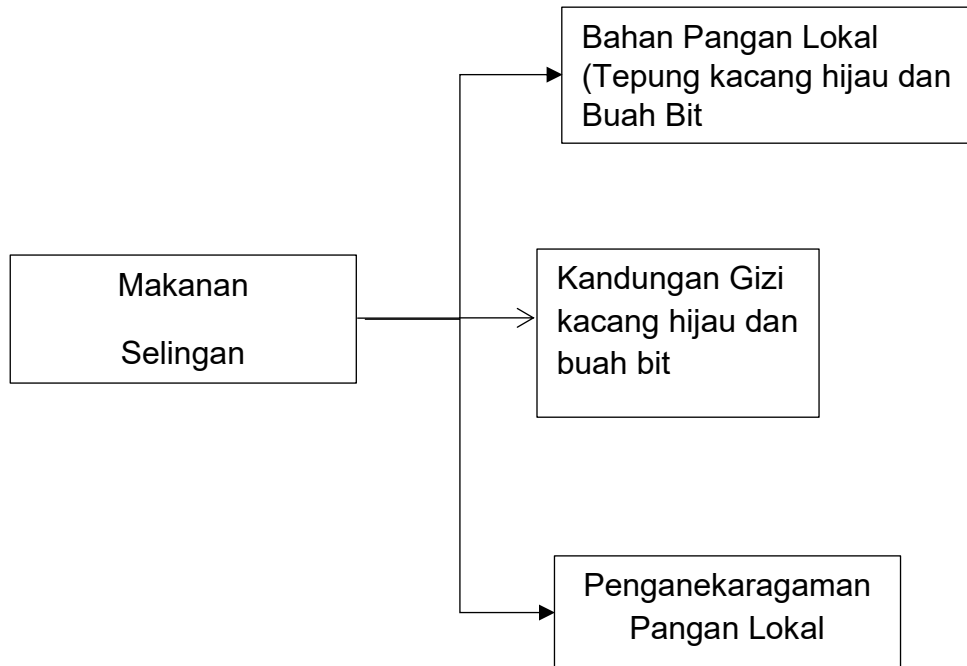 Bahan Pangan Lokal
(Tepung kacang hijau dan
Buah Bit
Makanan
Selingan
Kandungan Gizi
kacang hijau dan
buah bit
Penganekaragaman
Pangan Lokal